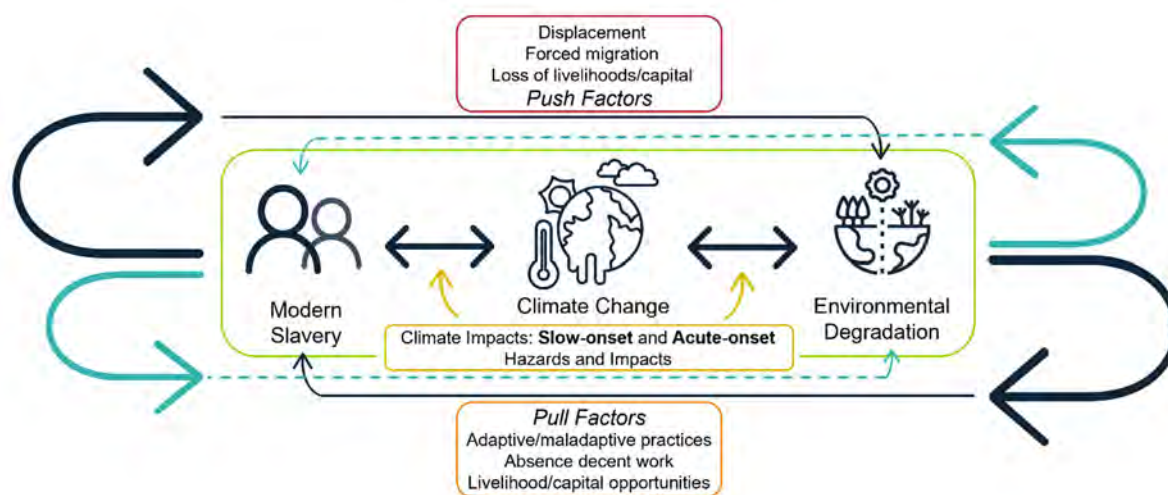 Displacement
Forced migration
Loss of livelihoods/capital
Push Factors
Modern
Slavery
Climate Change
Environmental
Degradation
Climate Impacts: Slow-onset and Acute-onset
Hazards and Impacts
Pull Factors
Adaptive/maladaptive practices
Absence decent work
Livelihood/capital opportunities